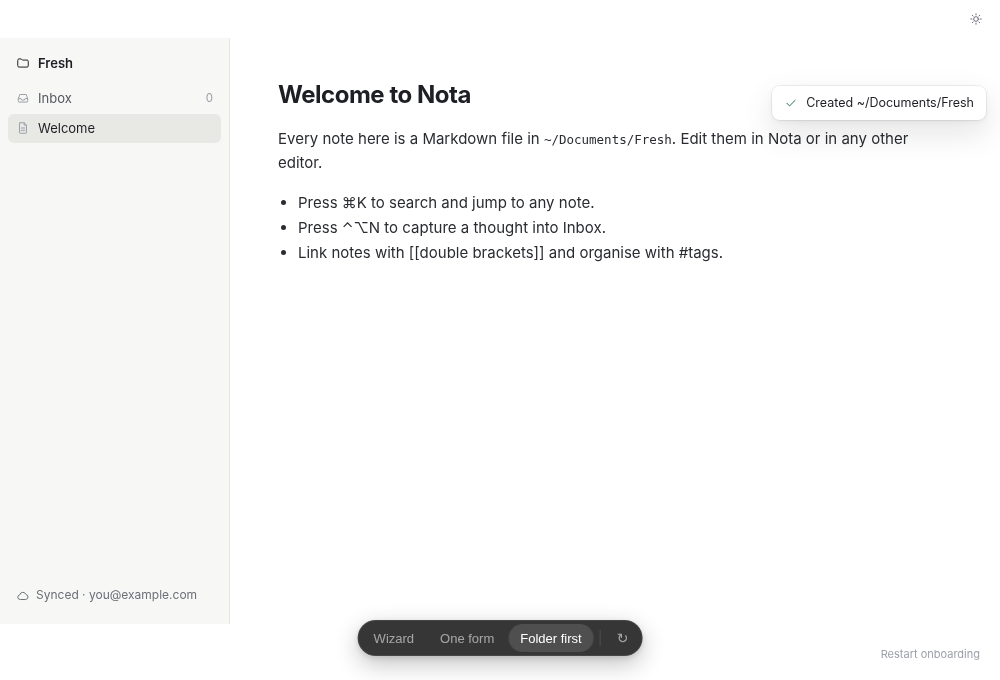 Fresh
Inbox 0
Welcome
Welcome to Nota
Created ~/Documents/Fresh
Every note here is a Markdown file in ~/Documents/Fresh. Edit them in Nota or in any other
editor.
• Press ⌘K to search and jump to any note.
• Press ^⌥N to capture a thought into Inbox.
• Link notes with [[double brackets]] and organise with #tags.
Synced · you@example.com
Wizard One form Folder first ↻
Restart onboarding